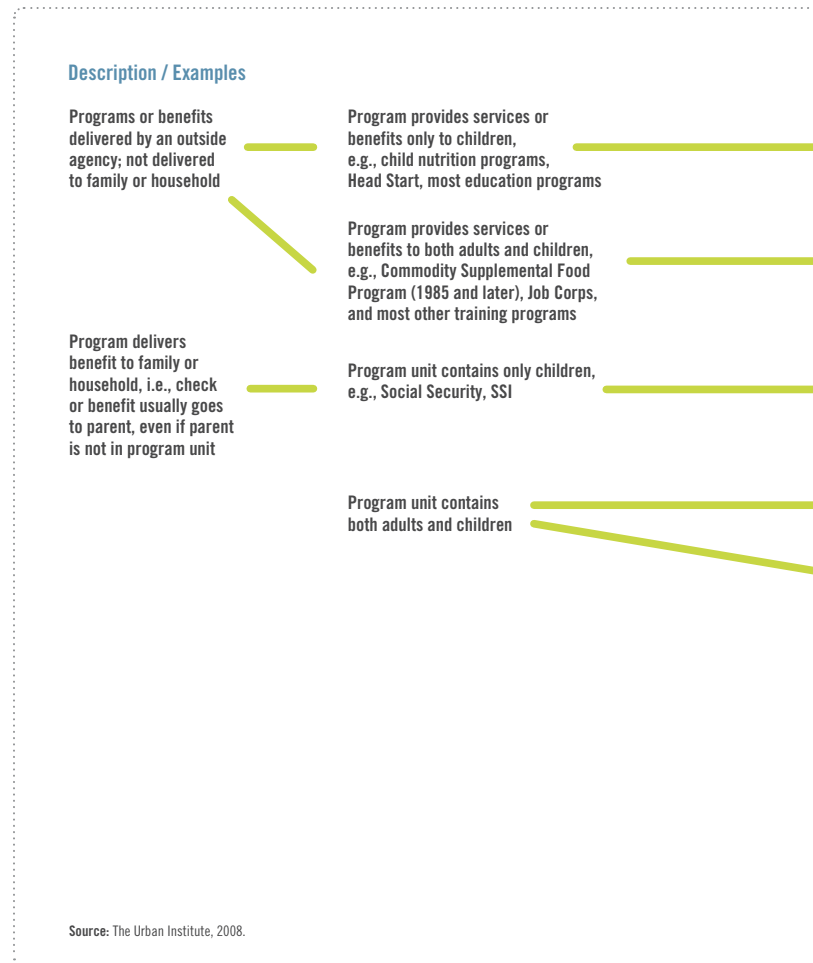 Description / Examples
Programs or benefits
delivered by an outside
agency; not delivered
to family or household
Program provides services or
benefits only to children,
e.g., child nutrition programs,
Head Start, most education programs
Program provides services or
benefits to both adults and children,
e.g., Commodity Supplemental Food
Program (1985 and later), Job Corps,
and most other training programs
Program delivers
benefit to family or
household, i.e., check
or benefit usually goes
to parent, even if parent
is not in program unit
Program unit contains only children,
e.g., Social Security, SSI
Program unit contains
both adults and children
Source: The Urban Institute, 2008.